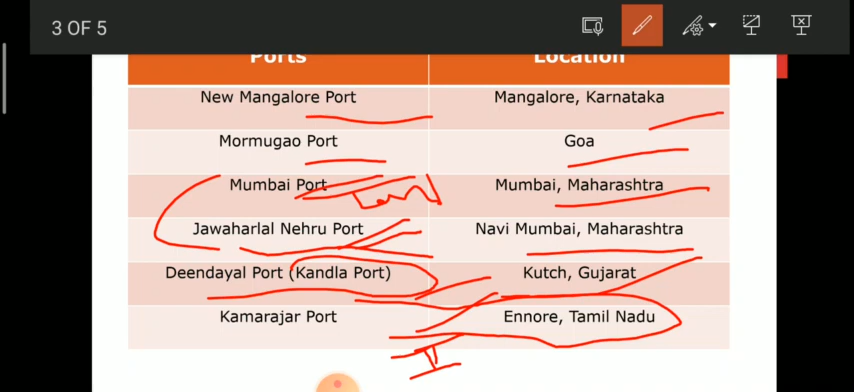 3 OF 5
Ports Location
New Mangalore Port Mangalore, Karnataka
Mormugao Port Goa
Mumbai Port Mumbai, Maharashtra
Jawaharlal Nehru Port Navi Mumbai, Maharashtra
Deendayal Port (Kandla Port) Kutch, Gujarat
Kamarajar Port Ennore, Tamil Nadu